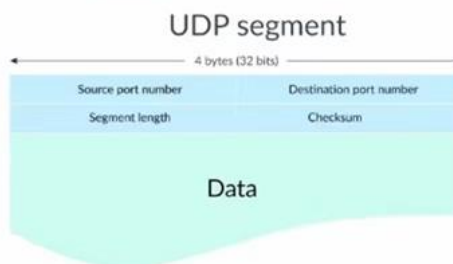 UDP segment
4 bytes (32 bits)
Source port number Destination port number
Segment length Checksum
Data